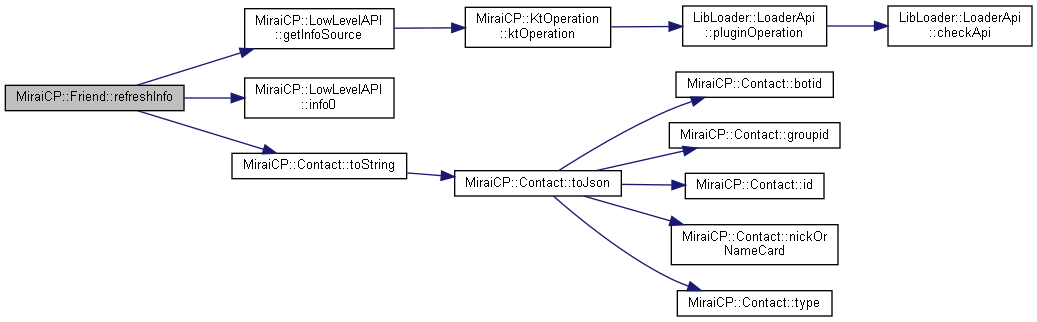 MiraiCP::Friend::refreshInfo
MiraiCP::LowLevelAPI
::getInfoSource
MiraiCP::KtOperation
::ktOperation
LibLoader::LoaderApi
::pluginOperation
LibLoader::LoaderApi
::checkApi
MiraiCP::LowLevelAPI
::info0
MiraiCP::Contact::toString
MiraiCP::Contact::toJson
MiraiCP::Contact::botid
MiraiCP::Contact::groupid
MiraiCP::Contact::id
MiraiCP::Contact::nickOr
NameCard
MiraiCP::Contact::type